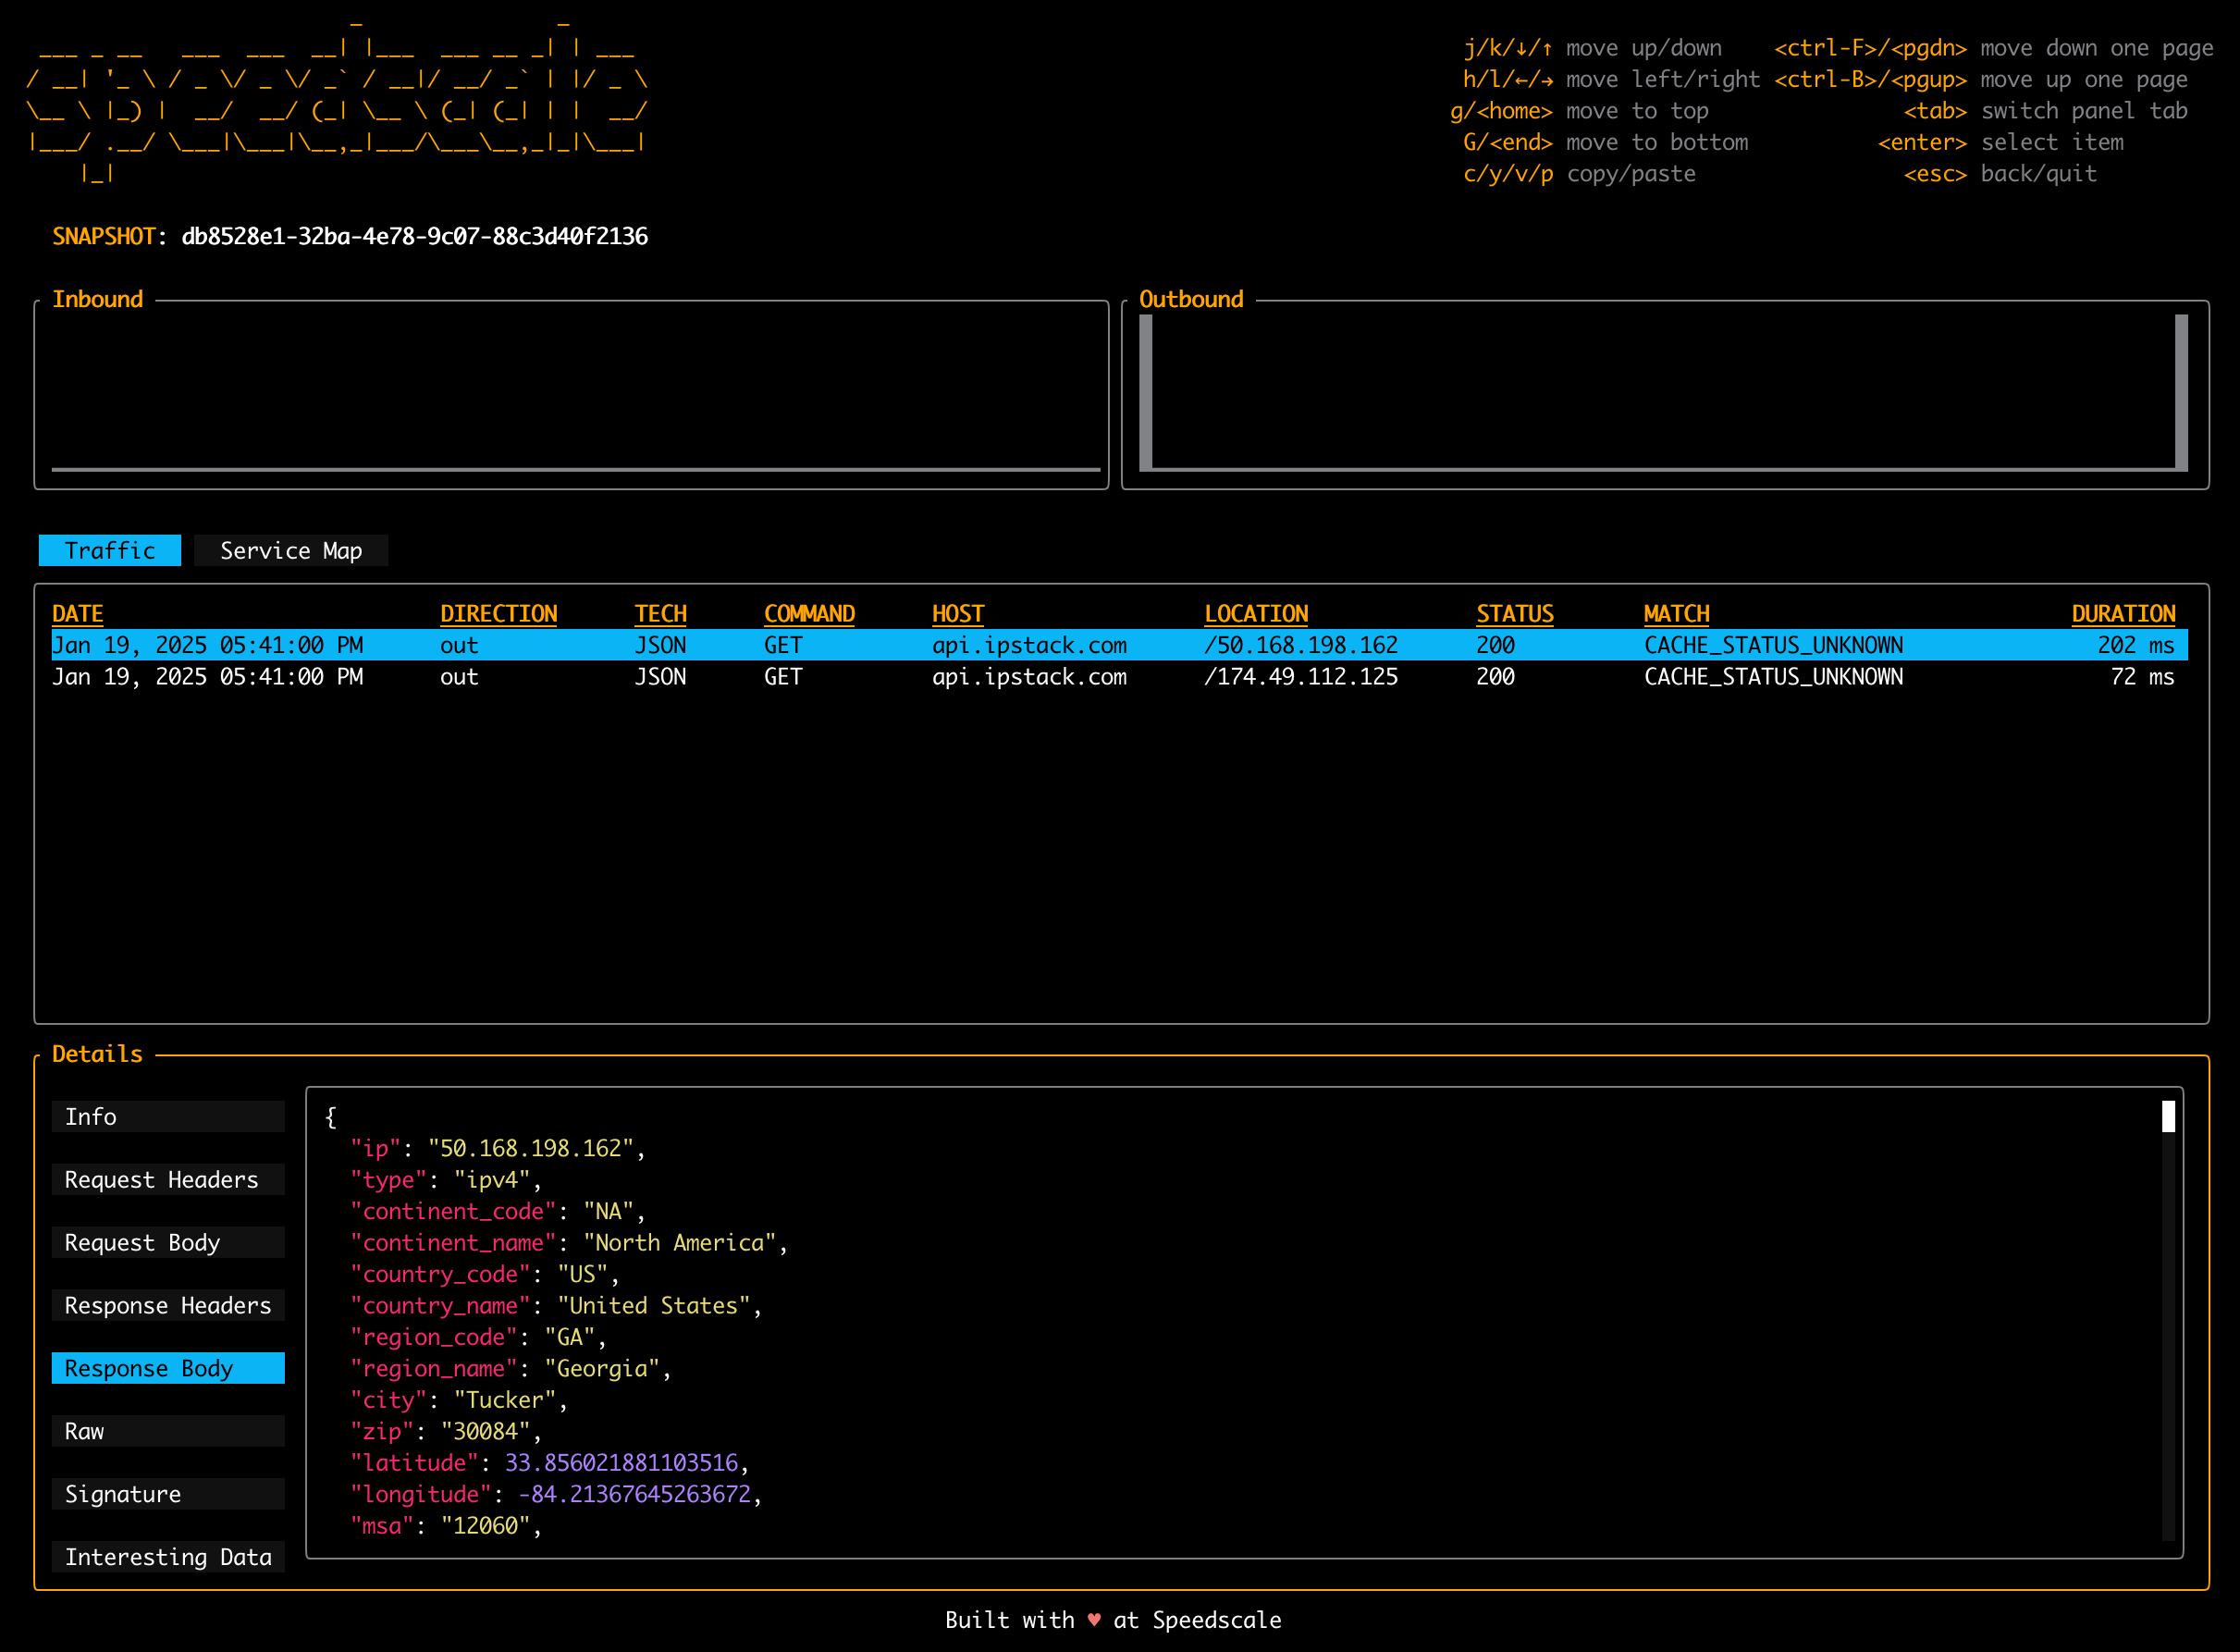 speedscale
j/k/↓/↑ move up/down <ctrl-F>/<pgdn> move down one page
h/l/←/→ move left/right <ctrl-B>/<pgup> move up one page
g/<home> move to top <tab> switch panel tab
G/<end> move to bottom <enter> select item
c/y/v/p copy/paste <esc> back/quit
SNAPSHOT: db8528e1-32ba-4e78-9c07-88c3d40f2136
Inbound Outbound
Traffic Service Map
DATE DIRECTION TECH COMMAND HOST LOCATION STATUS MATCH DURATION
Jan 19, 2025 05:41:00 PM out JSON GET api.ipstack.com /50.168.198.162 200 CACHE_STATUS_UNKNOWN 202 ms
Jan 19, 2025 05:41:00 PM out JSON GET api.ipstack.com /174.49.112.125 200 CACHE_STATUS_UNKNOWN 72 ms
Details
Info
Request Headers
Request Body
Response Headers
Response Body
Raw
Signature
Interesting Data
{
"ip": "50.168.198.162",
"type": "ipv4",
"continent_code": "NA",
"continent_name": "North America",
"country_code": "US",
"country_name": "United States",
"region_code": "GA",
"region_name": "Georgia",
"city": "Tucker",
"zip": "30084",
"latitude": 33.856021881103516,
"longitude": -84.21367645263672,
"msa": "12060",
Built with ♥ at Speedscale